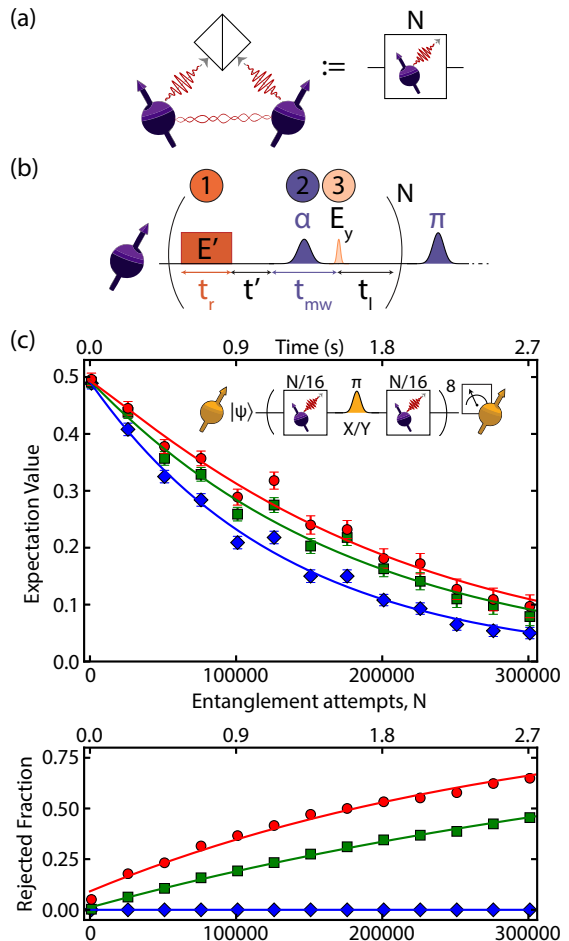 (a)
:=
N
(b)
1 2 3 N
α E_y π
E’
t_r t’ t_mw t_l
(c)
Time (s)
0.0 0.9 1.8 2.7
0.5
0.4
0.3
0.2
0.1
0.0
Expectation Value
N/16 π N/16 8
|ψ⟩
X/Y
0 100000 200000 300000
Entanglement attempts, N
0.0 0.9 1.8 2.7
0.75
0.50
0.25
0.00
Rejected Fraction
0 100000 200000 300000